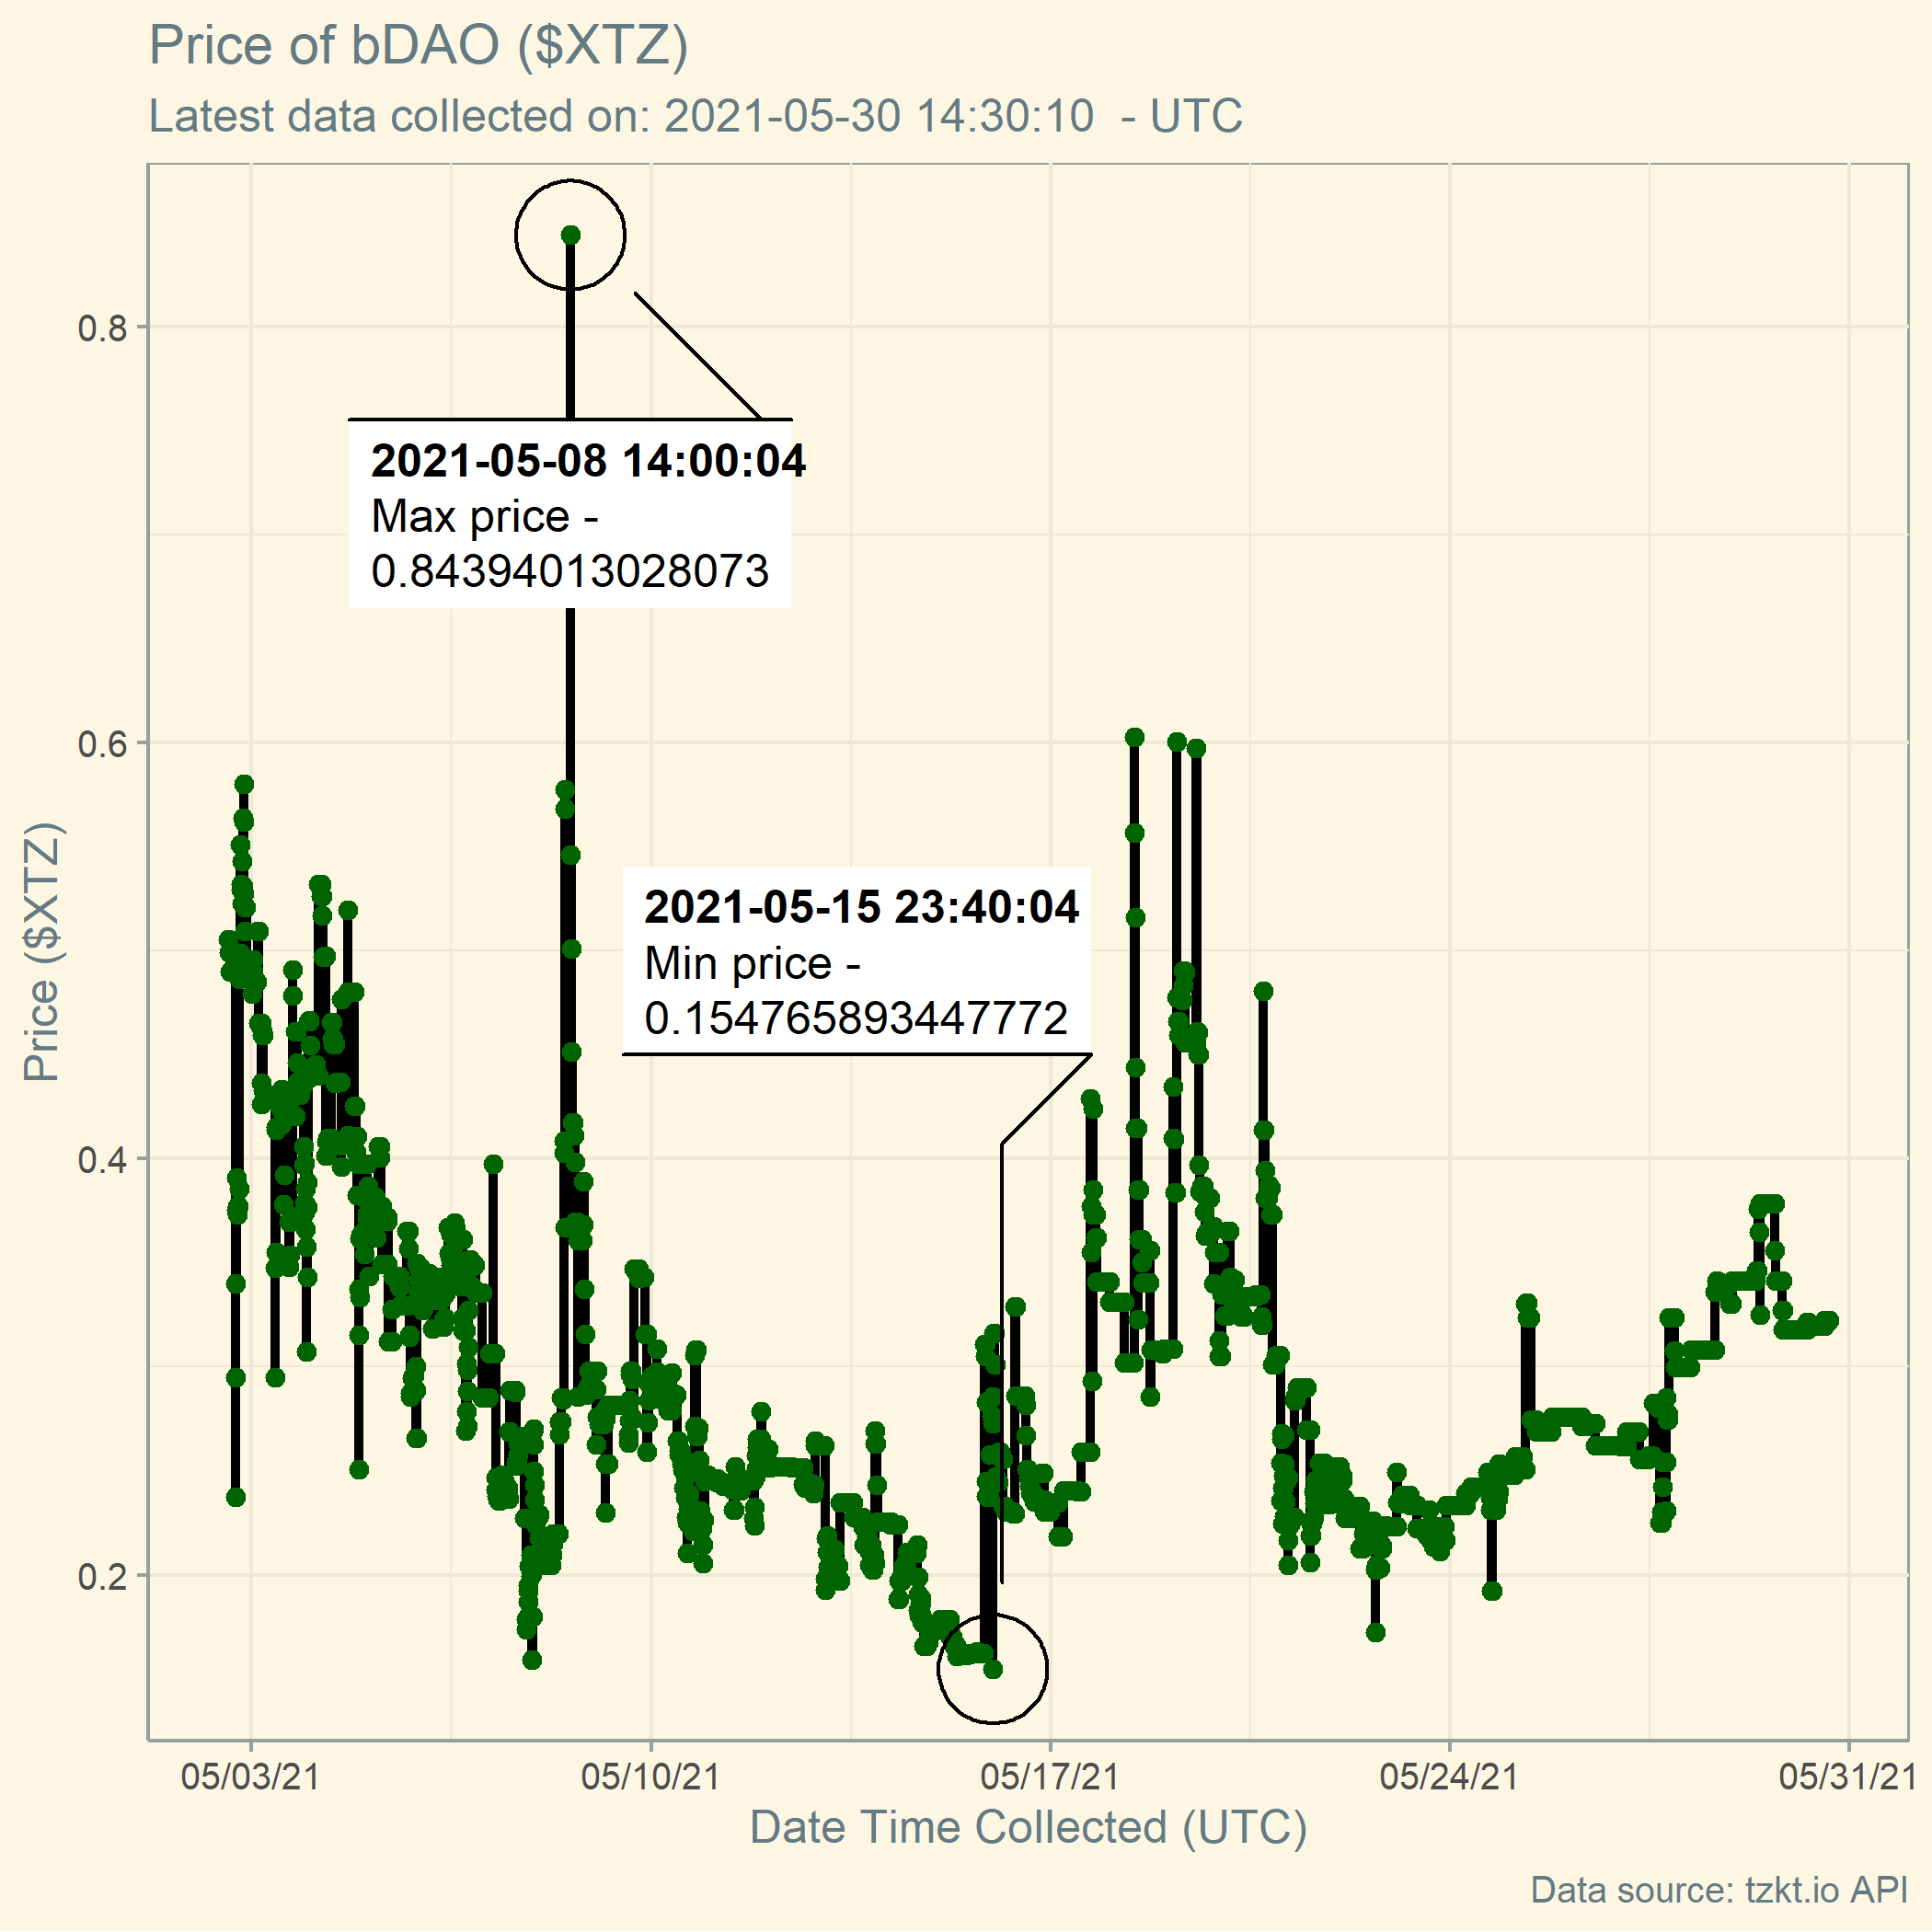 Price of bDAO ($XTZ)
Latest data collected on: 2021-05-30 14:30:10  - UTC
0.8
2021-05-08 14:00:04
Max price -
0.84394013028073
0.6
2021-05-15 23:40:04
Min price -
0.154765893447772
Price ($XTZ)
0.4
0.2
05/03/21 05/10/21 05/17/21 05/24/21 05/31/21
Date Time Collected (UTC)
Data source: tzkt.io API